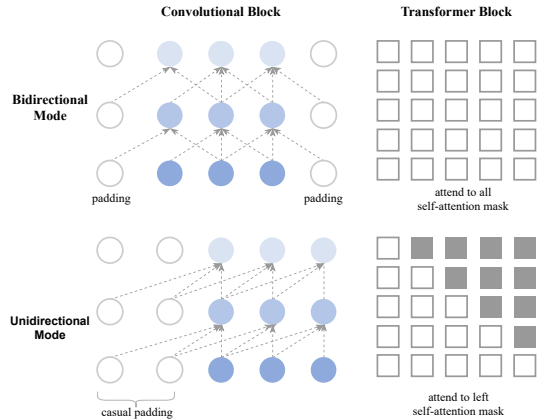 Convolutional Block
Transformer Block
Bidirectional
Mode
padding
padding
attend to all
self-attention mask
Unidirectional
Mode
casual padding
attend to left
self-attention mask